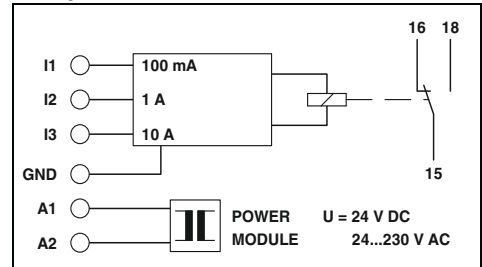 16 18
I1 100 mA
I2 1 A
I3 10 A
GND
15
A1
POWER U = 24 V DC
A2
MODULE 24...230 V AC